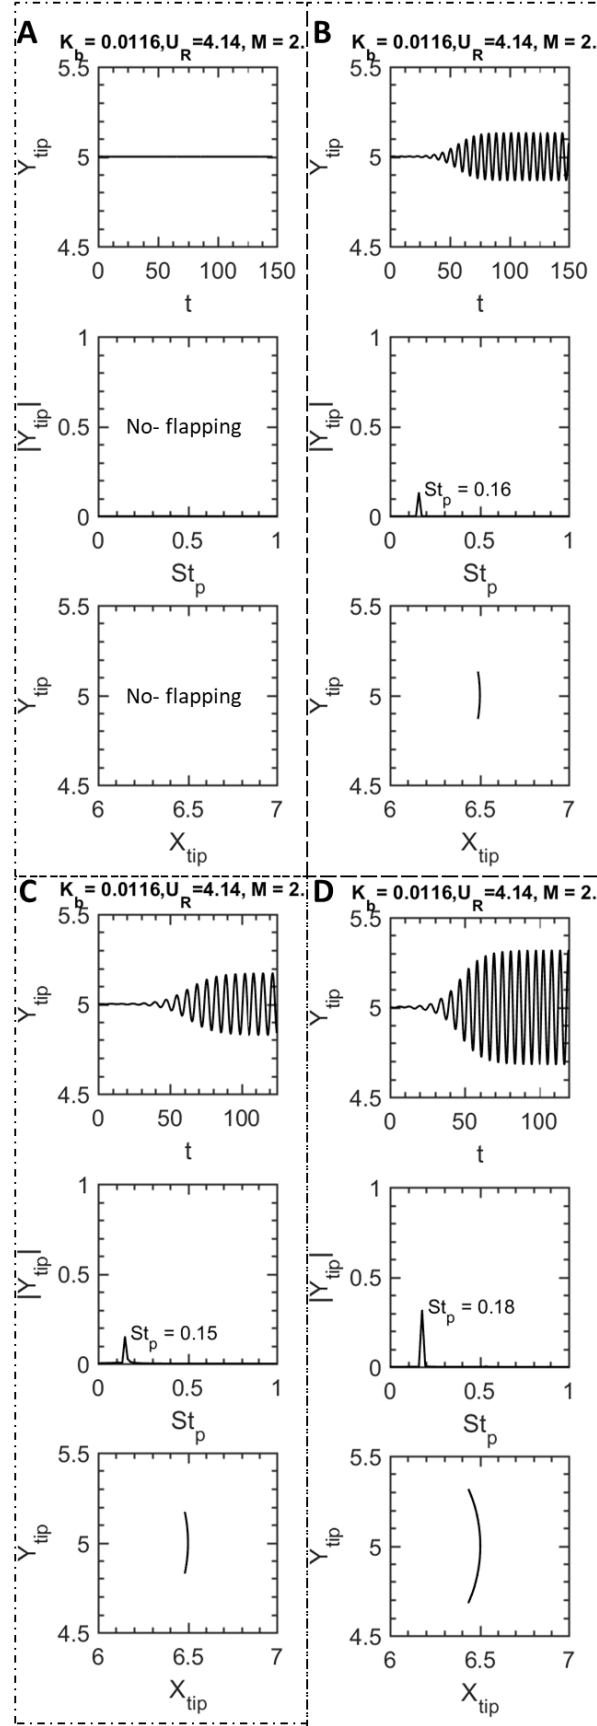 A
K_b = 0.0116,U_R=4.14, M = 2.
5.5
Y_tip
5
4.5
0 50 100 150
t
1
|Y_tip|
0.5
No- flapping
0
0 0.5 1
St_p
5.5
Y_tip
5
No- flapping
4.5
6 6.5 7
X_tip
B
K_b = 0.0116,U_R=4.14, M = 2.
5.5
Y_tip
5
4.5
0 50 100 150
t
1
|Y_tip|
0.5
St_p = 0.16
0
0 0.5 1
St_p
5.5
Y_tip
5
4.5
6 6.5 7
X_tip
C
K_b = 0.0116,U_R=4.14, M = 2.
5.5
Y_tip
5
4.5
0 50 100
t
1
|Y_tip|
0.5
St_p = 0.15
0
0 0.5 1
St_p
5.5
Y_tip
5
4.5
6 6.5 7
X_tip
D
K_b = 0.0116,U_R=4.14, M = 2.
5.5
Y_tip
5
4.5
0 50 100
t
1
|Y_tip|
0.5
St_p = 0.18
0
0 0.5 1
St_p
5.5
Y_tip
5
4.5
6 6.5 7
X_tip